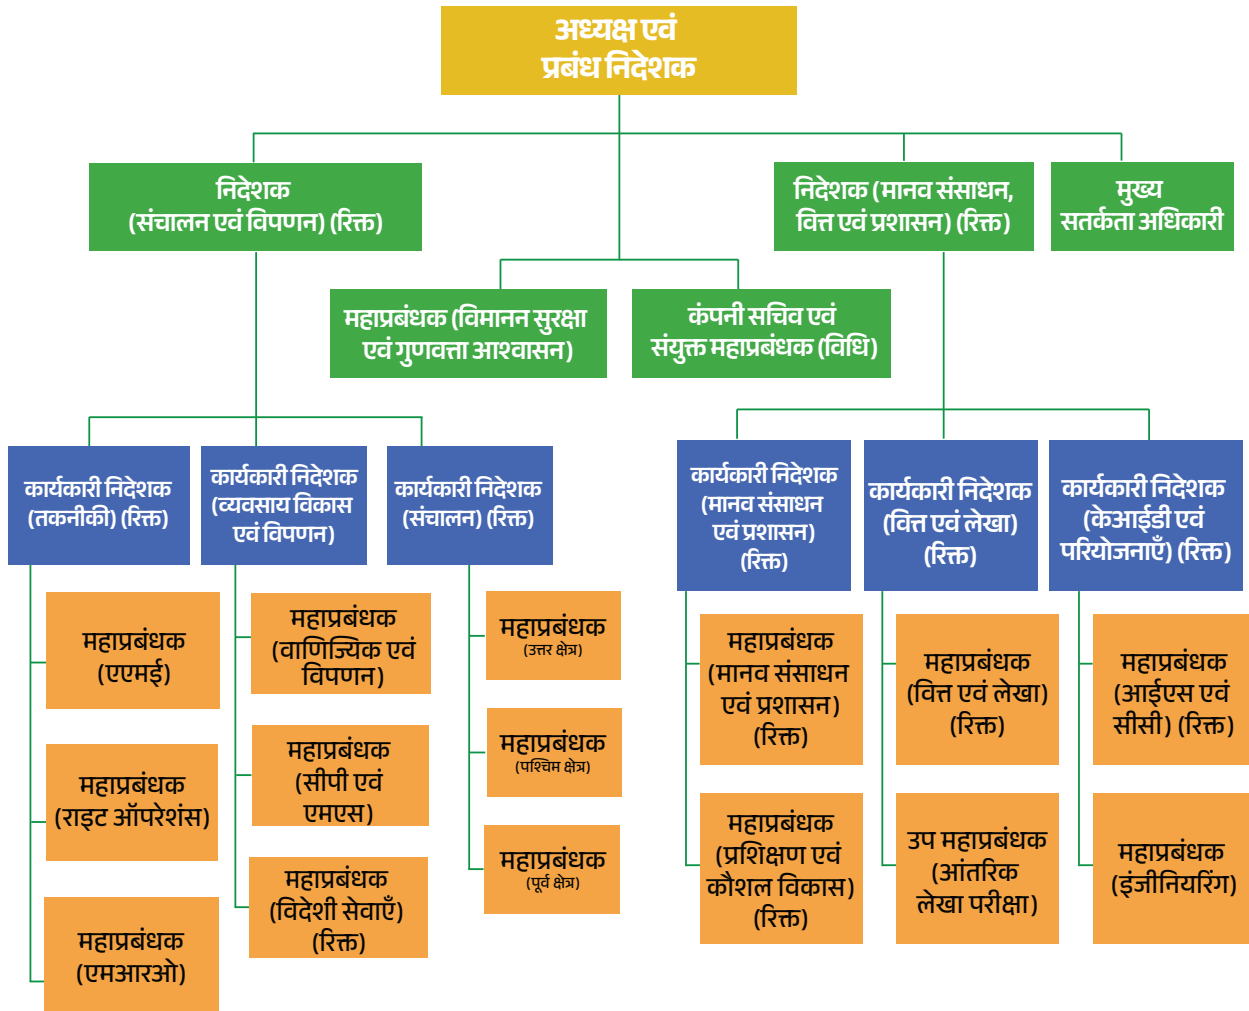 अध्यक्ष एवं
प्रबंध निदेशक
निदेशक
(संचालन एवं विपणन) (रिक्त)
निदेशक (मानव संसाधन,
वित्त एवं प्रशासन) (रिक्त)
मुख्य
सतर्कता अधिकारी
महाप्रबंधक (विमानन सुरक्षा
एवं गुणवत्ता आश्वासन)
कंपनी सचिव एवं
संयुक्त महाप्रबंधक (विधि)
कार्यकारी निदेशक
(तकनीकी) (रिक्त)
कार्यकारी निदेशक
(व्यवसाय विकास
एवं विपणन)
कार्यकारी निदेशक
(संचालन) (रिक्त)
कार्यकारी निदेशक
(मानव संसाधन
एवं प्रशासन)
(रिक्त)
कार्यकारी निदेशक
(वित्त एवं लेखा)
(रिक्त)
कार्यकारी निदेशक
(केआईडी एवं
परियोजनाएँ) (रिक्त)
महाप्रबंधक
(एएमई)
महाप्रबंधक
(राइट ऑपरेशंस)
महाप्रबंधक
(एमआरओ)
महाप्रबंधक
(वाणिज्यिक एवं
विपणन)
महाप्रबंधक
(सीपी एवं
एमएस)
महाप्रबंधक
(विदेशी सेवाएँ)
(रिक्त)
महाप्रबंधक
(उत्तर क्षेत्र)
महाप्रबंधक
(पश्चिम क्षेत्र)
महाप्रबंधक
(पूर्व क्षेत्र)
महाप्रबंधक
(मानव संसाधन
एवं प्रशासन)
(रिक्त)
महाप्रबंधक
(प्रशिक्षण एवं
कौशल विकास)
(रिक्त)
महाप्रबंधक
(वित्त एवं लेखा)
(रिक्त)
उप महाप्रबंधक
(आंतरिक
लेखा परीक्षा)
महाप्रबंधक
(आईएस एवं
सीसी) (रिक्त)
महाप्रबंधक
(इंजीनियरिंग)